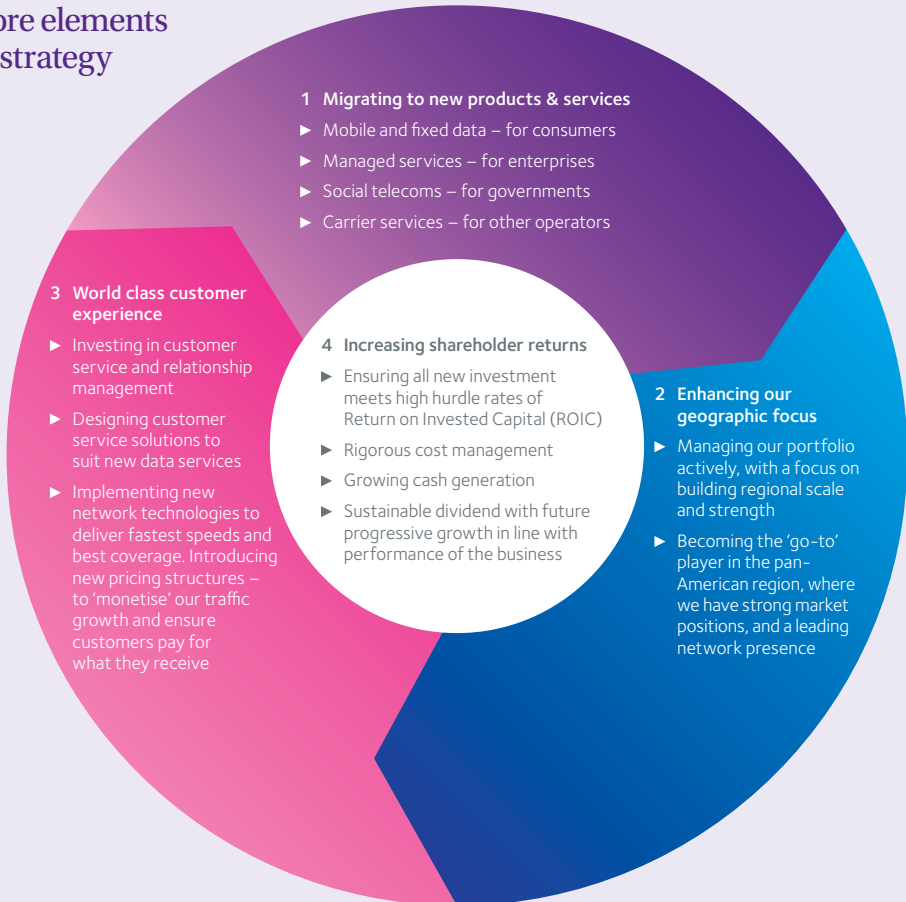 elements
strategy
1 Migrating to new products & services
► Mobile and fixed data – for consumers
► Managed services – for enterprises
► Social telecoms – for governments
► Carrier services – for other operators
2 Enhancing our
geographic focus
► Managing our portfolio
actively, with a focus on
building regional scale
and strength
► Becoming the ‘go-to’
player in the pan-
American region, where
we have strong market
positions, and a leading
network presence
3 World class customer
experience
► Investing in customer
service and relationship
management
► Designing customer
service solutions to
suit new data services
► Implementing new
network technologies to
deliver fastest speeds and
best coverage. Introducing
new pricing structures –
to ‘monetise’ our traffic
growth and ensure
customers pay for
what they receive
4 Increasing shareholder returns
► Ensuring all new investment
meets high hurdle rates of
Return on Invested Capital (ROIC)
► Rigorous cost management
► Growing cash generation
► Sustainable dividend with future
progressive growth in line with
performance of the business